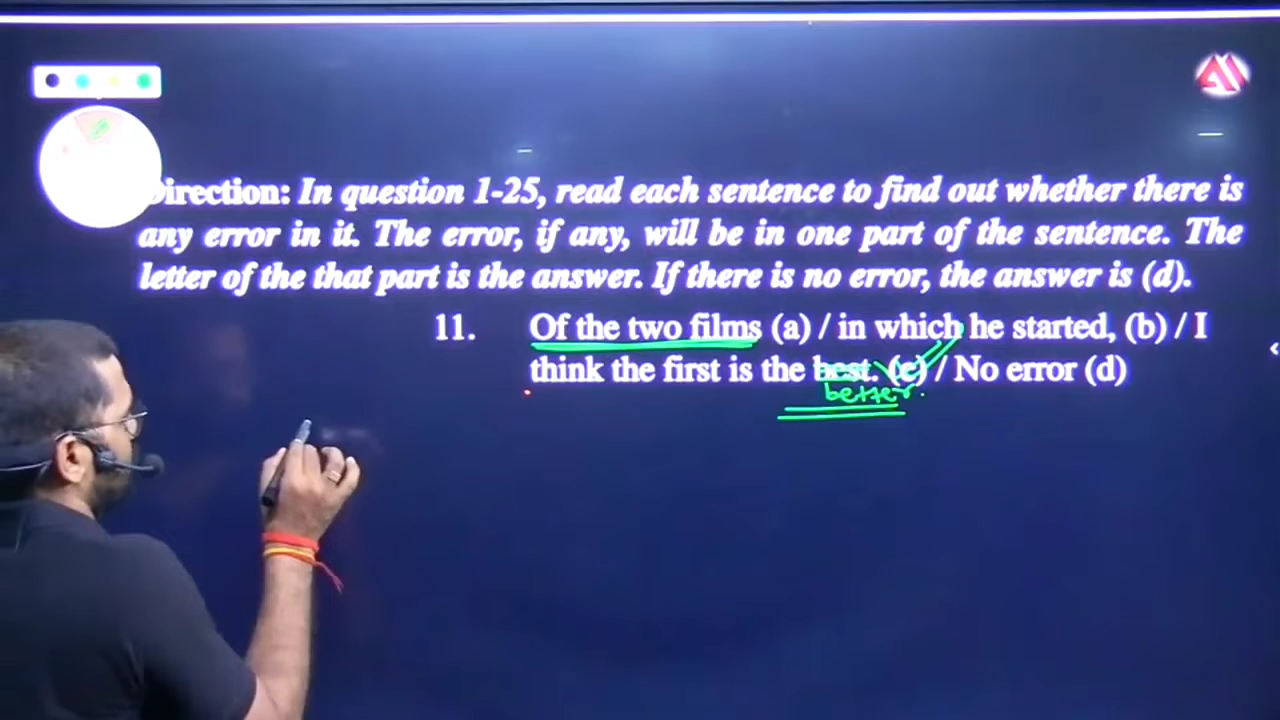 Direction: In question 1-25, read each sentence to find out whether there is
any error in it. The error, if any, will be in one part of the sentence. The
letter of the that part is the answer. If there is no error, the answer is (d).
11. Of the two films (a) / in which he started, (b) / I
think the first is the best. (c) / No error (d)
better.